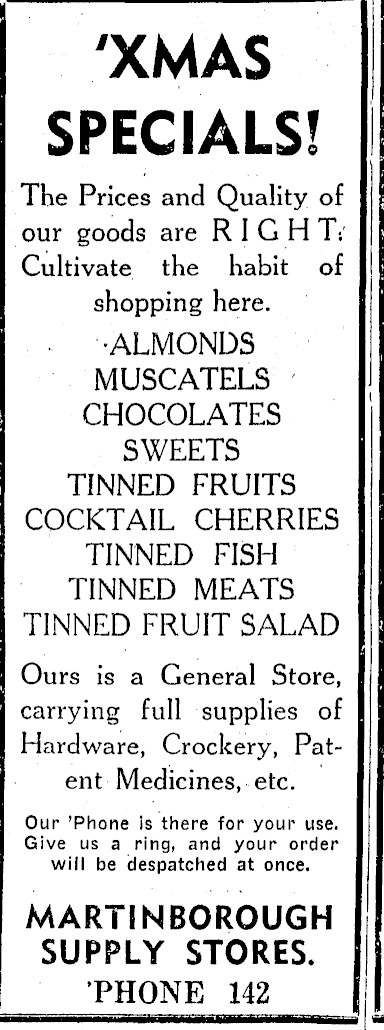 'XMAS
SPECIALS!
The Prices and Quality of
our goods are RIGHT.
Cultivate the habit of
shopping here.
ALMONDS
MUSCATELS
CHOCOLATES
SWEETS
TINNED FRUITS
COCKTAIL CHERRIES
TINNED FISH
TINNED MEATS
TINNED FRUIT SALAD
Ours is a General Store,
carrying full supplies of
Hardware, Crockery, Pat-
ent Medicines, etc.
Our 'Phone is there for your use.
Give us a ring, and your order
will be despatched at once.
MARTINBOROUGH
SUPPLY STORES.
'PHONE 142